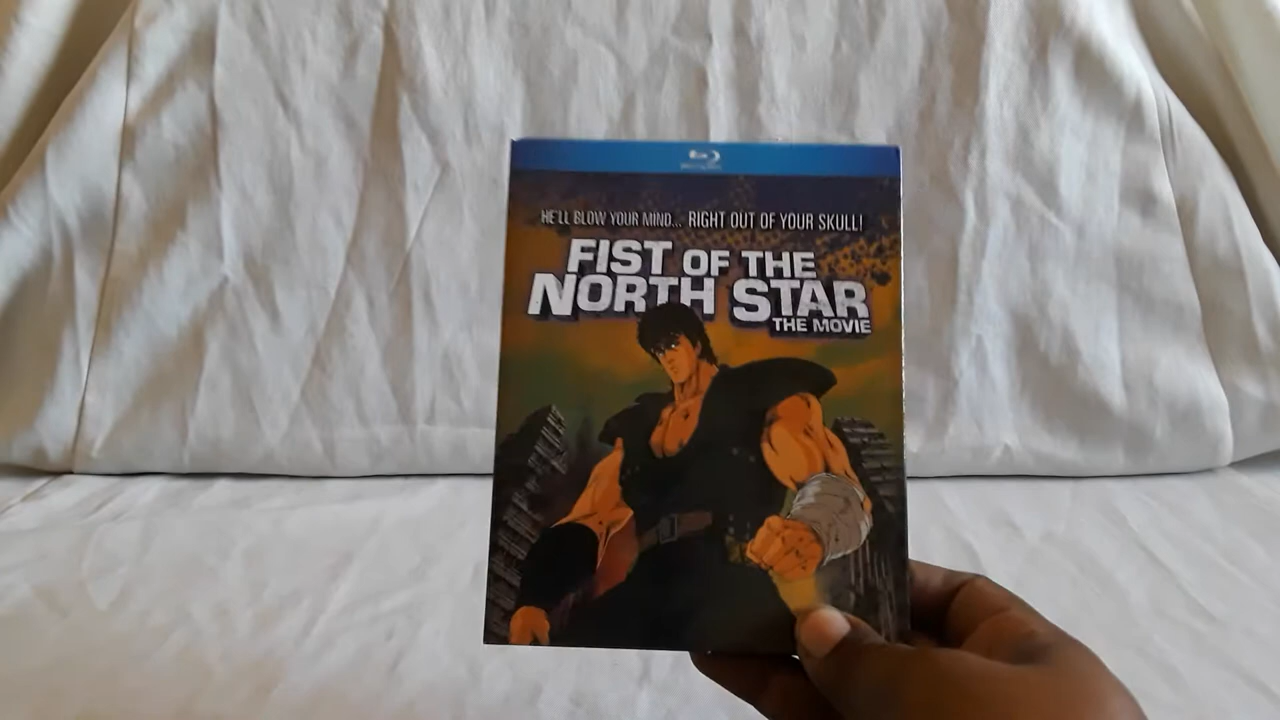 HE'LL BLOW YOUR MIND... RIGHT OUT OF YOUR SKULL!
FIST OF THE
NORTH STAR
THE MOVIE